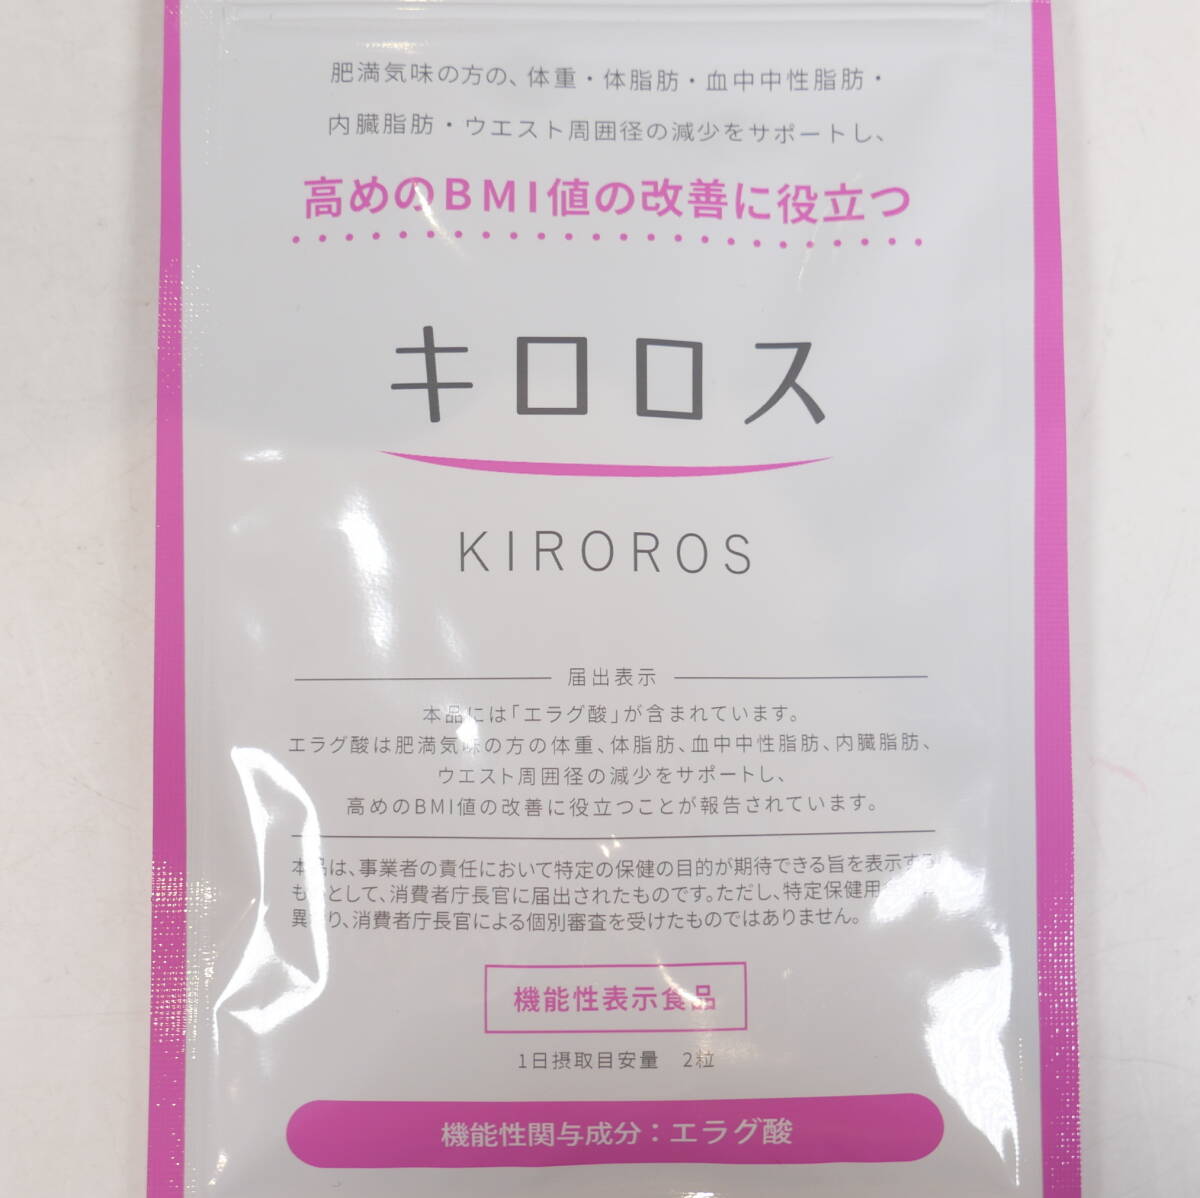 肥満気味の方の、体重・体脂肪・血中中性脂肪・
内臓脂肪・ウエスト周囲径の減少をサポートし、
高めのBMI値の改善に役立つ
キロロス
KIROROS
届出表示
本品には「エラグ酸」が含まれています。
エラグ酸は肥満気味の方の体重、体脂肪、血中中性脂肪、内臓脂肪、
ウエスト周囲径の減少をサポートし、
高めのBMI値の改善に役立つことが報告されています。
本品は、事業者の責任において特定の保健の目的が期待できる旨を表示する
ものとして、消費者庁長官に届出されたものです。ただし、特定保健用
異なり、消費者庁長官による個別審査を受けたものではありません。
機能性表示食品
1日摂取目安量 2粒
機能性関与成分：エラグ酸